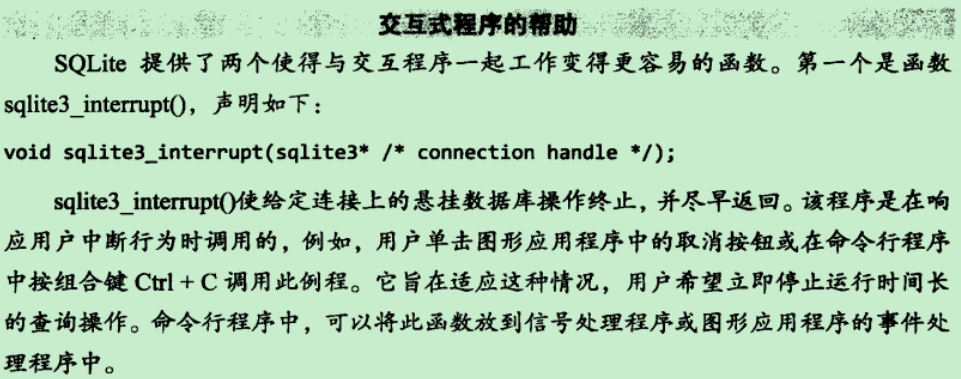 交互式程序的帮助
SQLite 提供了两个使得与交互程序一起工作变得更容易的函数。第一个是函数
sqlite3_interrupt()，声明如下：
void sqlite3_interrupt(sqlite3* /* connection handle */);
sqlite3_interrupt()使给定连接上的悬挂数据库操作终止，并尽早返回。该程序是在响
应用户中断行为时调用的，例如，用户单击图形应用程序中的取消按钮或在命令行程序
中按组合键 Ctrl + C 调用此例程。它旨在适应这种情况，用户希望立即停止运行时间长
的查询操作。命令行程序中，可以将此函数放到信号处理程序或图形应用程序的事件处
理程序中。